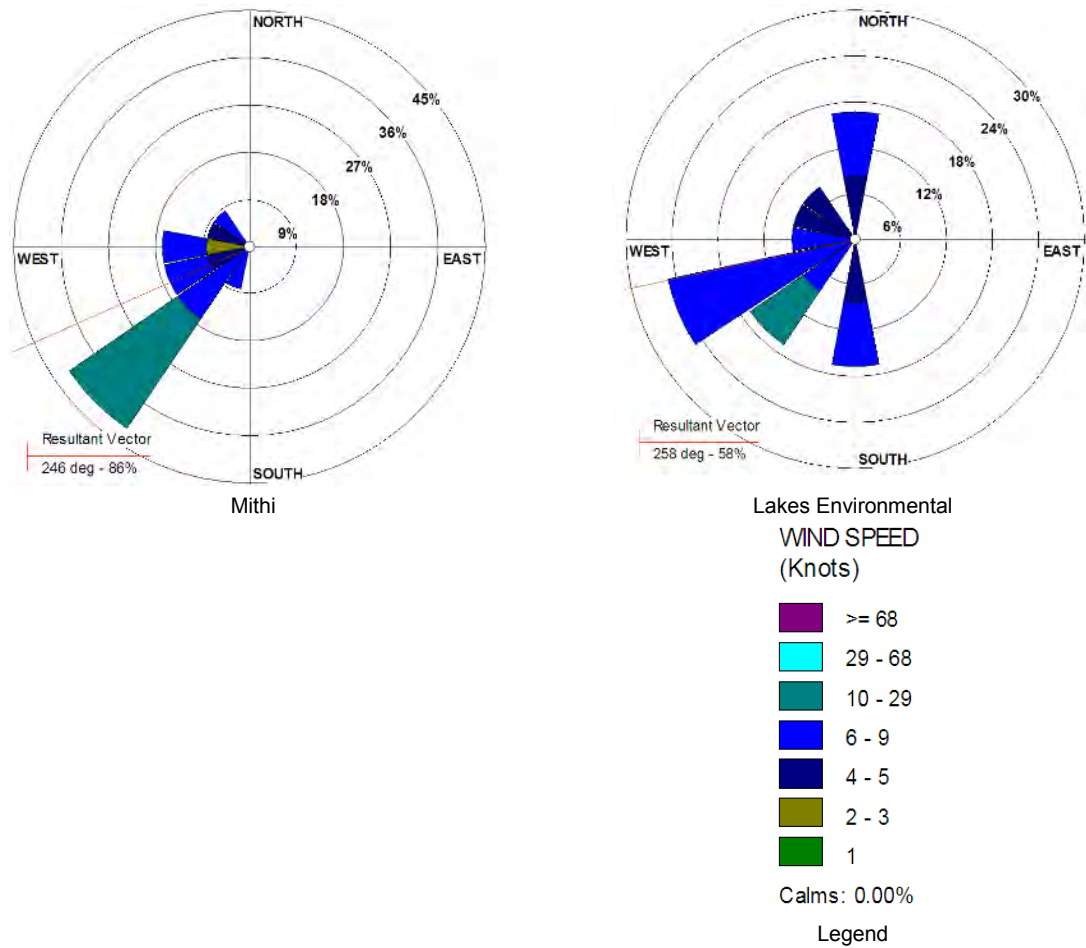 NORTH
45%
36%
27%
18%
9%
WEST
EAST
Resultant Vector
246 deg - 86%
SOUTH
Mithi
NORTH
30%
24%
18%
12%
6%
WEST
EAST
Resultant Vector
258 deg - 58%
SOUTH
Lakes Environmental
WIND SPEED
(Knots)
>= 68
29 - 68
10 - 29
6 - 9
4 - 5
2 - 3
1
Calms: 0.00%
Legend